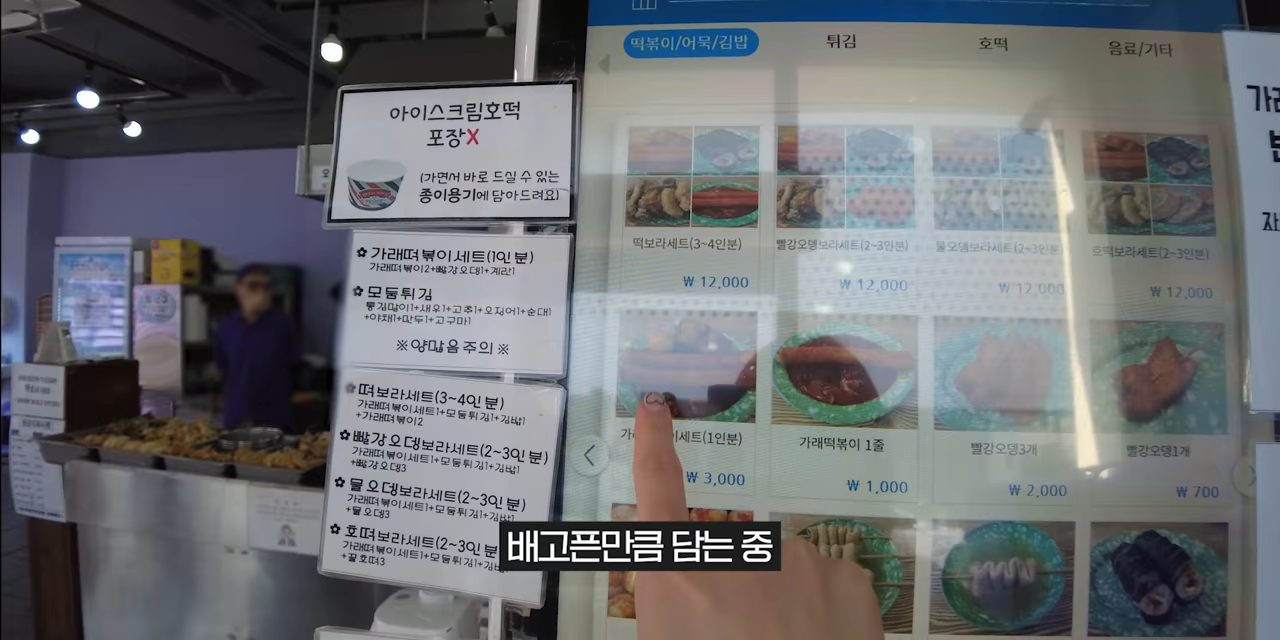 아이스크림호떡
포장X
(가면서 바로 드실 수 있는
종이용기에 담아드려요)
✿ 가래떡볶이세트(1인분)
가래떡볶이2+빨강오뎅1+계란1
✿ 모둠튀김
통김말이1+새우1+고추1+오징어1+순대1
+야채1+만두1+고구마1
※양많음주의※
✿ 떡보라세트(3~4인분)
가래떡볶이세트1+모둠튀김1+김밥1
+가래떡볶이2
✿ 빨강오뎅보라세트(2~3인분)
가래떡볶이세트1+모둠튀김1+김밥1
+빨강오뎅3
✿ 물오뎅보라세트(2~3인분)
가래떡볶이세트1+모둠튀김1+김밥1
+물오뎅3
✿ 호떡보라세트(2~3인분
가래떡볶이세트1+모둠튀김1+김밥1
+꿀호떡3
떡볶이/어묵/김밥
튀김
호떡
음료/기타
떡보라세트(3~4인분)
빨강오뎅보라세트(2~3인분)
물오뎅보라세트(2~3인분)
호떡보라세트(2~3인분)
₩ 12,000
₩ 12,000
₩ 12,000
₩ 12,000
이세트(1인분)
가래떡볶이 1줄
빨강오뎅3개
빨강오뎅1개
₩ 3,000
₩ 1,000
₩ 2,000
₩ 700
배고픈만큼 담는 중